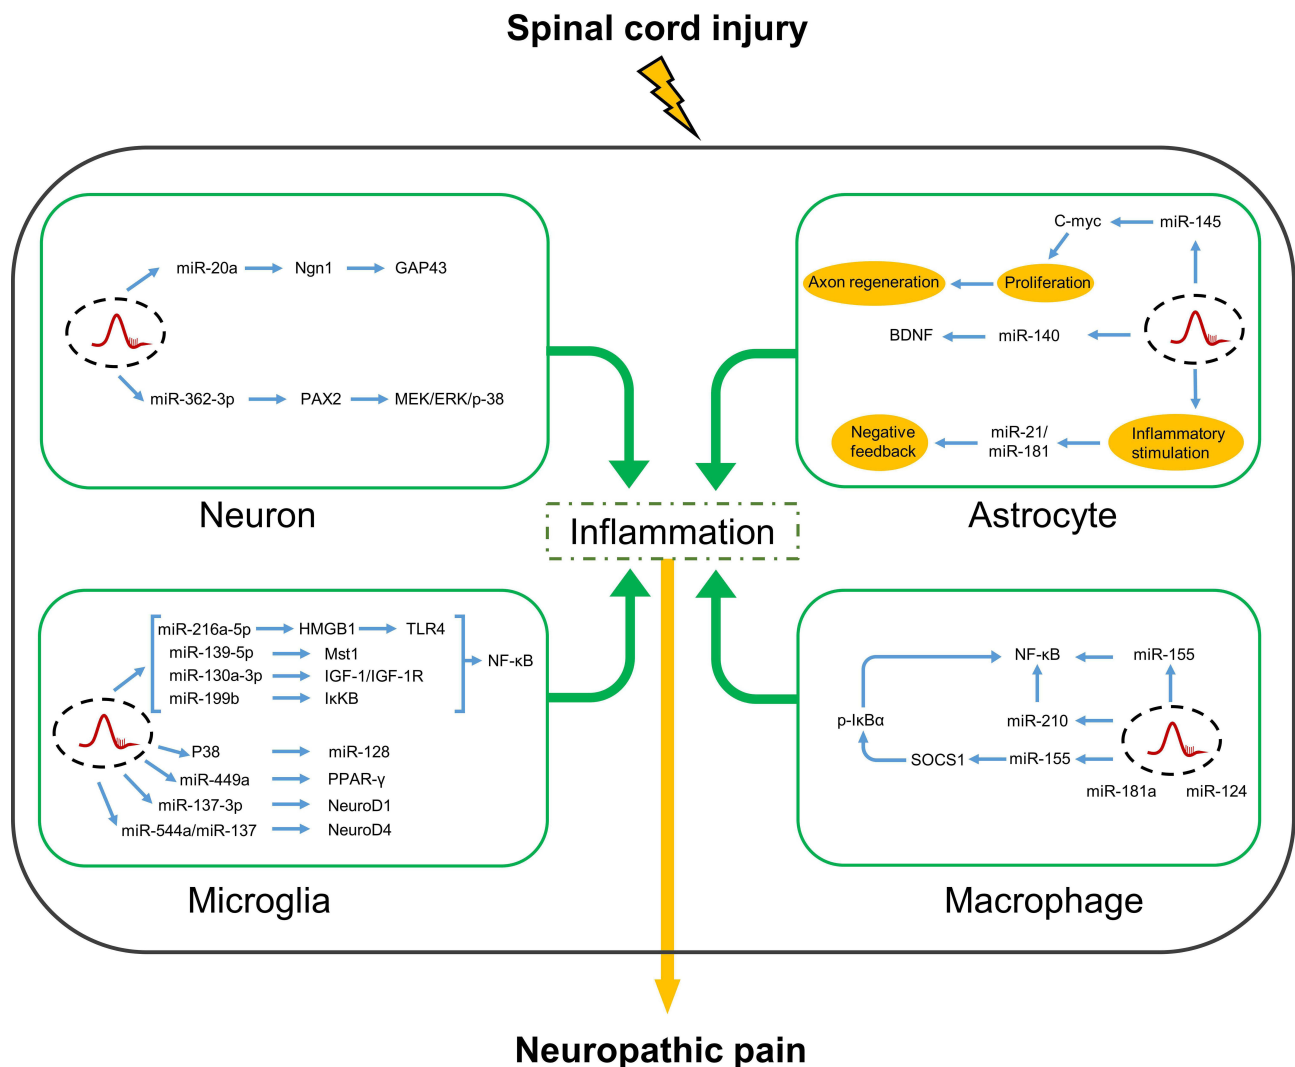 Spinal cord injury
miR-20a Ngn1 GAP43
miR-362-3p PAX2 MEK/ERK/p-38
Neuron
C-myc miR-145
Axon regeneration Proliferation
BDNF miR-140
Negative
feedback
miR-21/
miR-181
Inflammatory
stimulation
Astrocyte
Inflammation
miR-216a-5p HMGB1 TLR4
miR-139-5p Mst1
miR-130a-3p IGF-1/IGF-1R
miR-199b IκKB
NF-κB
P38 miR-128
miR-449a PPAR-γ
miR-137-3p NeuroD1
miR-544a/miR-137 NeuroD4
Microglia
NF-κB miR-155
p-IκBα miR-210
SOCS1 miR-155
miR-181a miR-124
Macrophage
Neuropathic pain